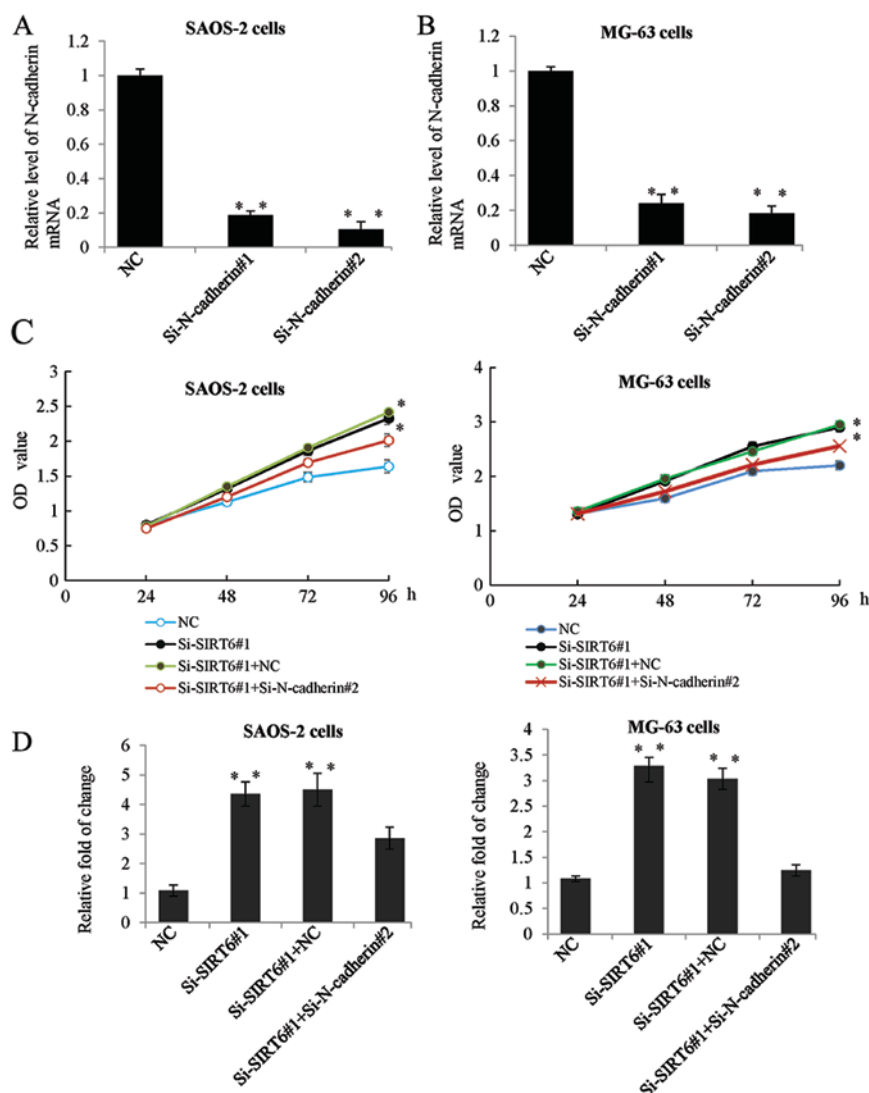 A
SAOS-2 cells
Relative level of N-cadherin
mRNA
1.2
1
0.8
0.6
0.4
0.2
0
* *
* *
NC
Si-N-cadherin#1
Si-N-cadherin#2
B
MG-63 cells
Relative level of N-cadherin
mRNA
1.2
1
0.8
0.6
0.4
0.2
0
* *
* *
NC
Si-N-cadherin#1
Si-N-cadherin#2
C
SAOS-2 cells
OD value
3
2.5
2
1.5
1
0.5
0
*
*
0 24 48 72 96 h
NC
Si-SIRT6#1
Si-SIRT6#1+NC
Si-SIRT6#1+Si-N-cadherin#2
MG-63 cells
OD value
4
3
2
1
0
*
*
0 24 48 72 96 h
NC
Si-SIRT6#1
Si-SIRT6#1+NC
Si-SIRT6#1+Si-N-cadherin#2
D
SAOS-2 cells
Relative fold of change
6
5
4
3
2
1
0
* *
* *
NC
Si-SIRT6#1
Si-SIRT6#1+NC
Si-SIRT6#1+Si-N-cadherin#2
MG-63 cells
Relative fold of change
4
3.5
3
2.5
2
1.5
1
0.5
0
* *
* *
NC
Si-SIRT6#1
Si-SIRT6#1+NC
Si-SIRT6#1+Si-N-cadherin#2